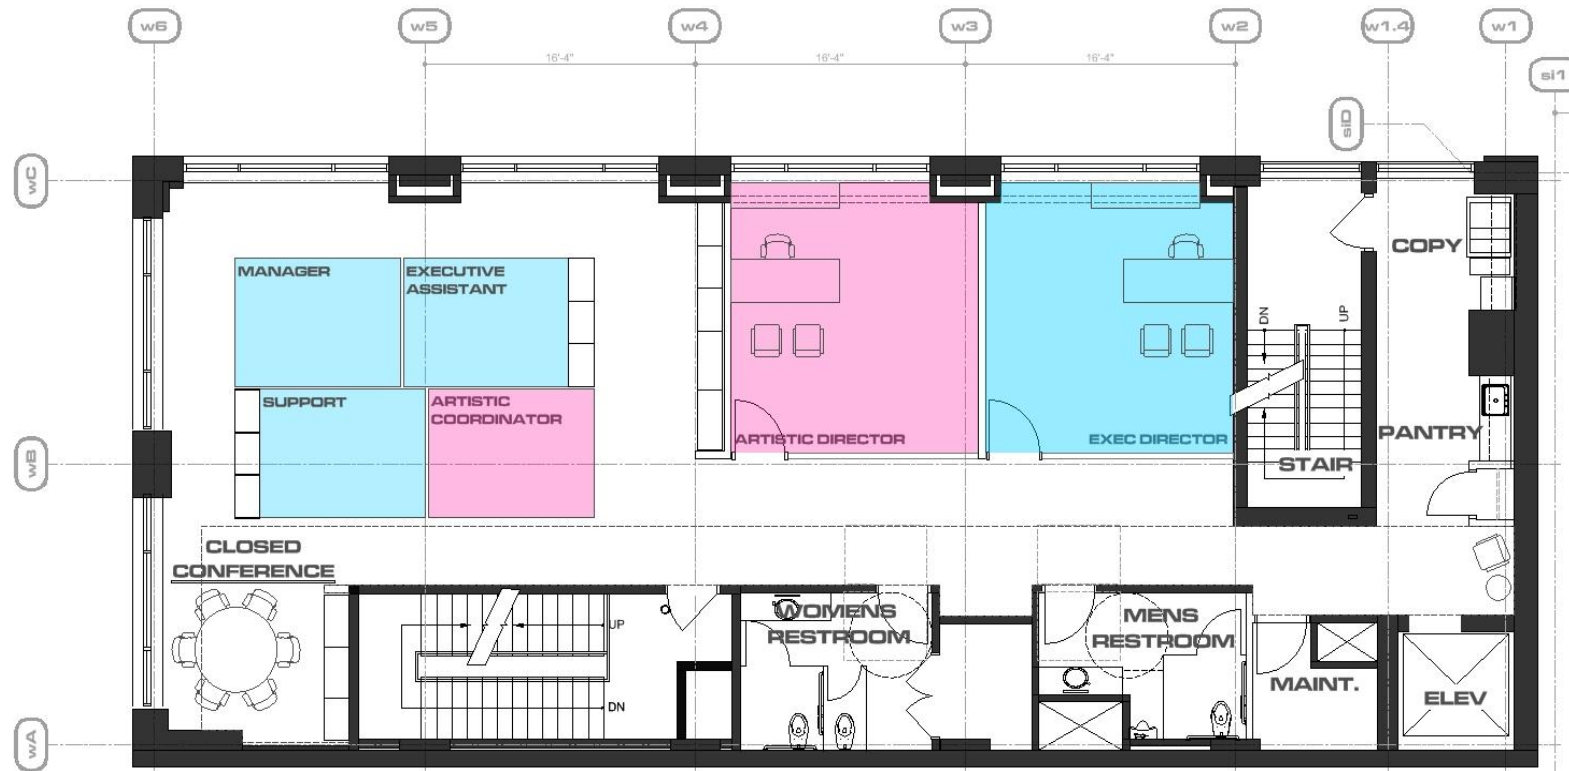 w6 w5 w4 w3 w2 w1.4 w1
si1
16'-4" 16'-4" 16'-4"
siD
wC
COPY
MANAGER
EXECUTIVE
ASSISTANT
DN
UP
SUPPORT
ARTISTIC
COORDINATOR
ARTISTIC DIRECTOR
EXEC DIRECTOR
PANTRY
STAIR
wB
CLOSED
CONFERENCE
WOMENS
RESTROOM
MENS
RESTROOM
UP
DN
MAINT.
ELEV
wA